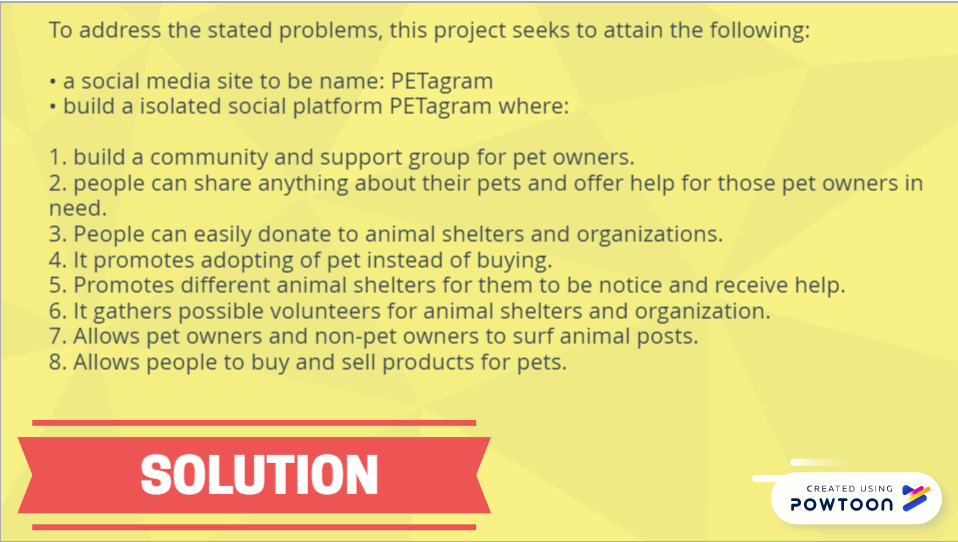 To address the stated problems, this project seeks to attain the following:
• a social media site to be name: PETagram
• build a isolated social platform PETagram where:
1. build a community and support group for pet owners.
2. people can share anything about their pets and offer help for those pet owners in
need.
3. People can easily donate to animal shelters and organizations.
4. It promotes adopting of pet instead of buying.
5. Promotes different animal shelters for them to be notice and receive help.
6. It gathers possible volunteers for animal shelters and organization.
7. Allows pet owners and non-pet owners to surf animal posts.
8. Allows people to buy and sell products for pets.
SOLUTION
CREATED USING
POWTOON